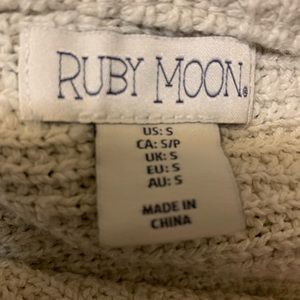 RUBY MOON®
US: S
CA: S/P
UK: S
EU: S
AU: S
MADE IN
CHINA